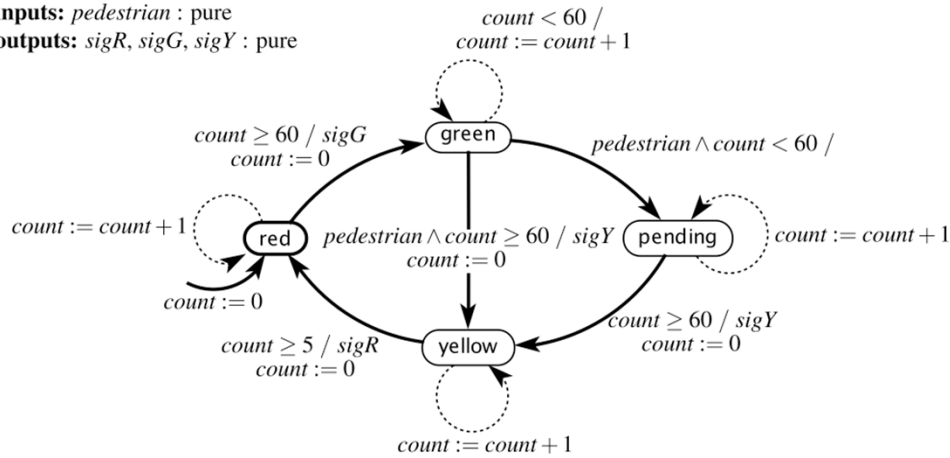 nputs: pedestrian : pure
outputs: sigR, sigG, sigY : pure
count < 60 /
count := count + 1
count ≥ 60 / sigG
count := 0
green
pedestrian ∧ count < 60 /
count := count + 1
red
pedestrian ∧ count ≥ 60 / sigY
count := 0
pending
count := count + 1
count := 0
count ≥ 5 / sigR
count := 0
yellow
count ≥ 60 / sigY
count := 0
count := count + 1